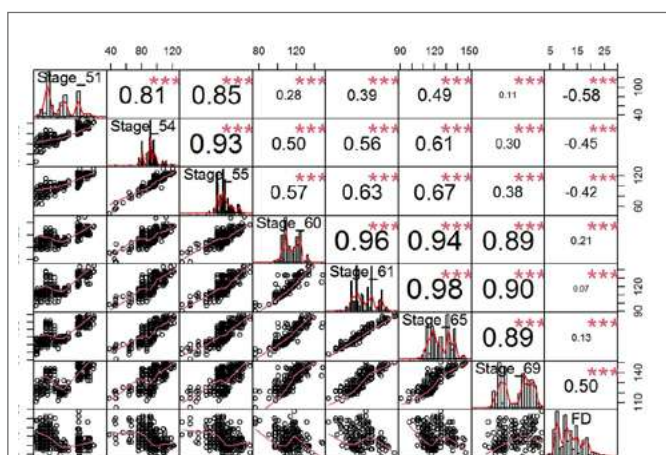 40 80 120 80 120 90 120 150 5 15 25
Stage_51 0.81*** 0.85*** 0.28*** 0.39*** 0.49*** 0.11*** -0.58*** 40 100
Stage_54 0.93*** 0.50*** 0.56*** 0.61*** 0.30*** -0.45***
Stage_55 0.57*** 0.63*** 0.67*** 0.38*** -0.42*** 60 120
Stage_60 0.96*** 0.94*** 0.89*** 0.21***
Stage_61 0.98*** 0.90*** 0.07*** 90 120
Stage_65 0.89*** 0.13***
Stage_69 0.50*** 110 140
FD